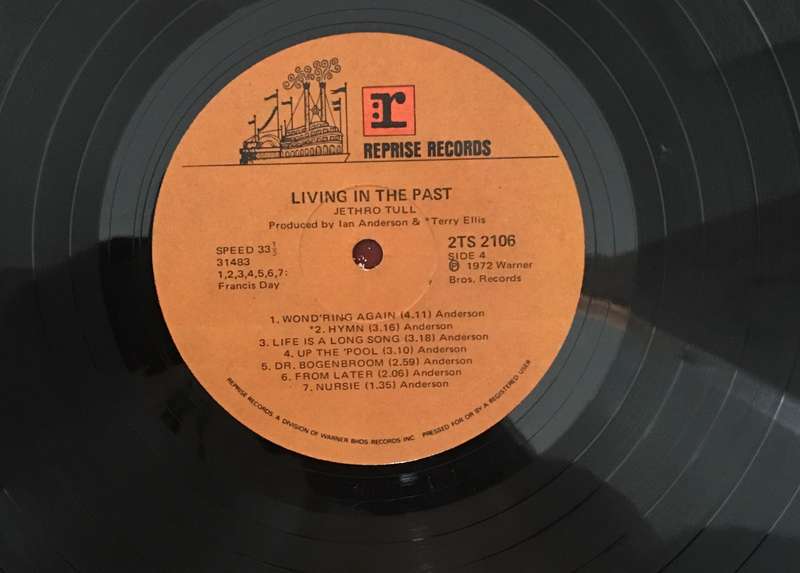 r
REPRISE RECORDS
LIVING IN THE PAST
JETHRO TULL
Produced by Ian Anderson & *Terry Ellis
SPEED 33⅓
31483
1,2,3,4,5,6,7:
Francis Day
2TS 2106
SIDE 4
℗ 1972 Warner
Bros. Records
1. WOND'RING AGAIN (4.11) Anderson
*2. HYMN (3.16) Anderson
3. LIFE IS A LONG SONG (3.18) Anderson
4. UP THE 'POOL (3.10) Anderson
5. DR. BOGENBROOM (2.59) Anderson
6. FROM LATER (2.06) Anderson
7. NURSIE (1.35) Anderson
REPRISE RECORDS A DIVISION OF WARNER BROS RECORDS INC PRESSED FOR OR BY A REGISTERED USER